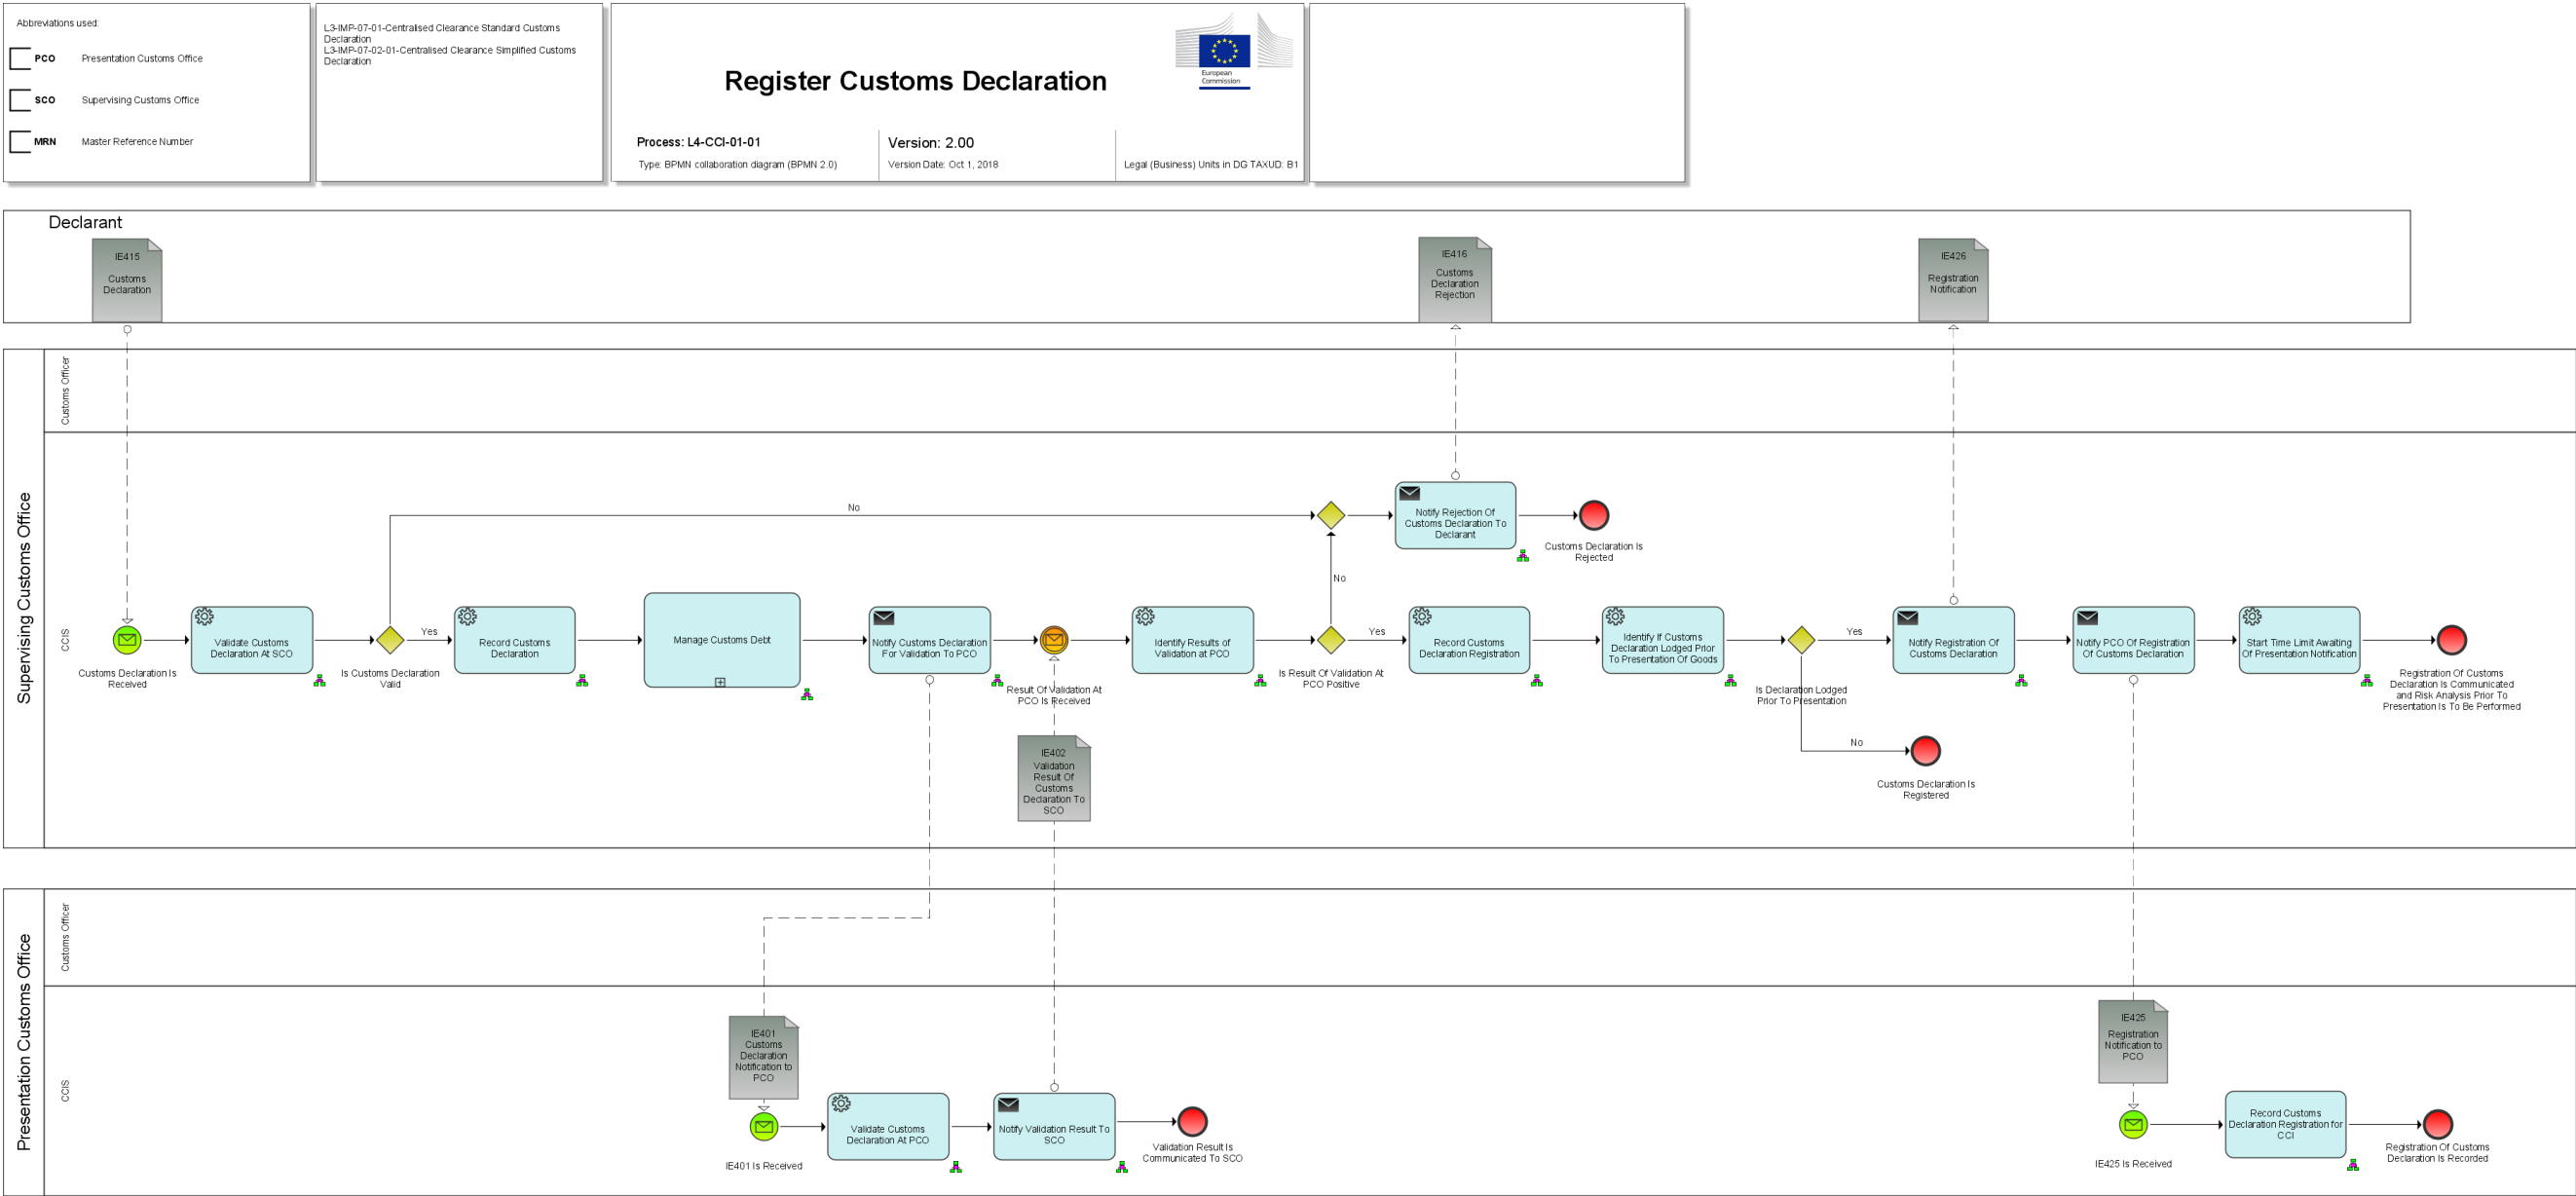 Abbreviations used:
PCO Presentation Customs Office
SCO Supervising Customs Office
MRN Master Reference Number
L3-IMP-07-01-Centralised Clearance Standard Customs
Declaration
L3-IMP-07-02-01-Centralised Clearance Simplified Customs
Declaration
Register Customs Declaration
European
Commission
Process: L4-CCI-01-01
Type: BPMN collaboration diagram (BPMN 2.0)
Version: 2.00
Version Date: Oct 1, 2018
Legal (Business) Units in DG TAXUD: B1
Declarant
IE415
Customs
Declaration
IE416
Customs
Declaration
Rejection
IE426
Registration
Notification
Supervising Customs Office
Customs Officer
CCIS
No
Notify Rejection Of
Customs Declaration To
Declarant
Customs Declaration Is
Rejected
No
Customs Declaration Is
Received
Validate Customs
Declaration At SCO
Is Customs Declaration
Valid
Yes
Record Customs
Declaration
Manage Customs Debt
Notify Customs Declaration
For Validation To PCO
Result Of Validation At
PCO Is Received
Identify Results of
Validation at PCO
Is Result Of Validation At
PCO Positive
Yes
Record Customs
Declaration Registration
Identify If Customs
Declaration Lodged Prior
To Presentation Of Goods
Is Declaration Lodged
Prior To Presentation
Yes
Notify Registration Of
Customs Declaration
Notify PCO Of Registration
Of Customs Declaration
Start Time Limit Awaiting
Of Presentation Notification
Registration Of Customs
Declaration Is Communicated
and Risk Analysis Prior To
Presentation Is To Be Performed
No
Customs Declaration Is
Registered
IE402
Validation
Result Of
Customs
Declaration To
SCO
Presentation Customs Office
Customs Officer
CCIS
IE401
Customs
Declaration
Notification to
PCO
IE401 Is Received
Validate Customs
Declaration At PCO
Notify Validation Result To
SCO
Validation Result Is
Communicated To SCO
IE425
Registration
Notification to
PCO
IE425 Is Received
Record Customs
Declaration Registration for
CCI
Registration Of Customs
Declaration Is Recorded